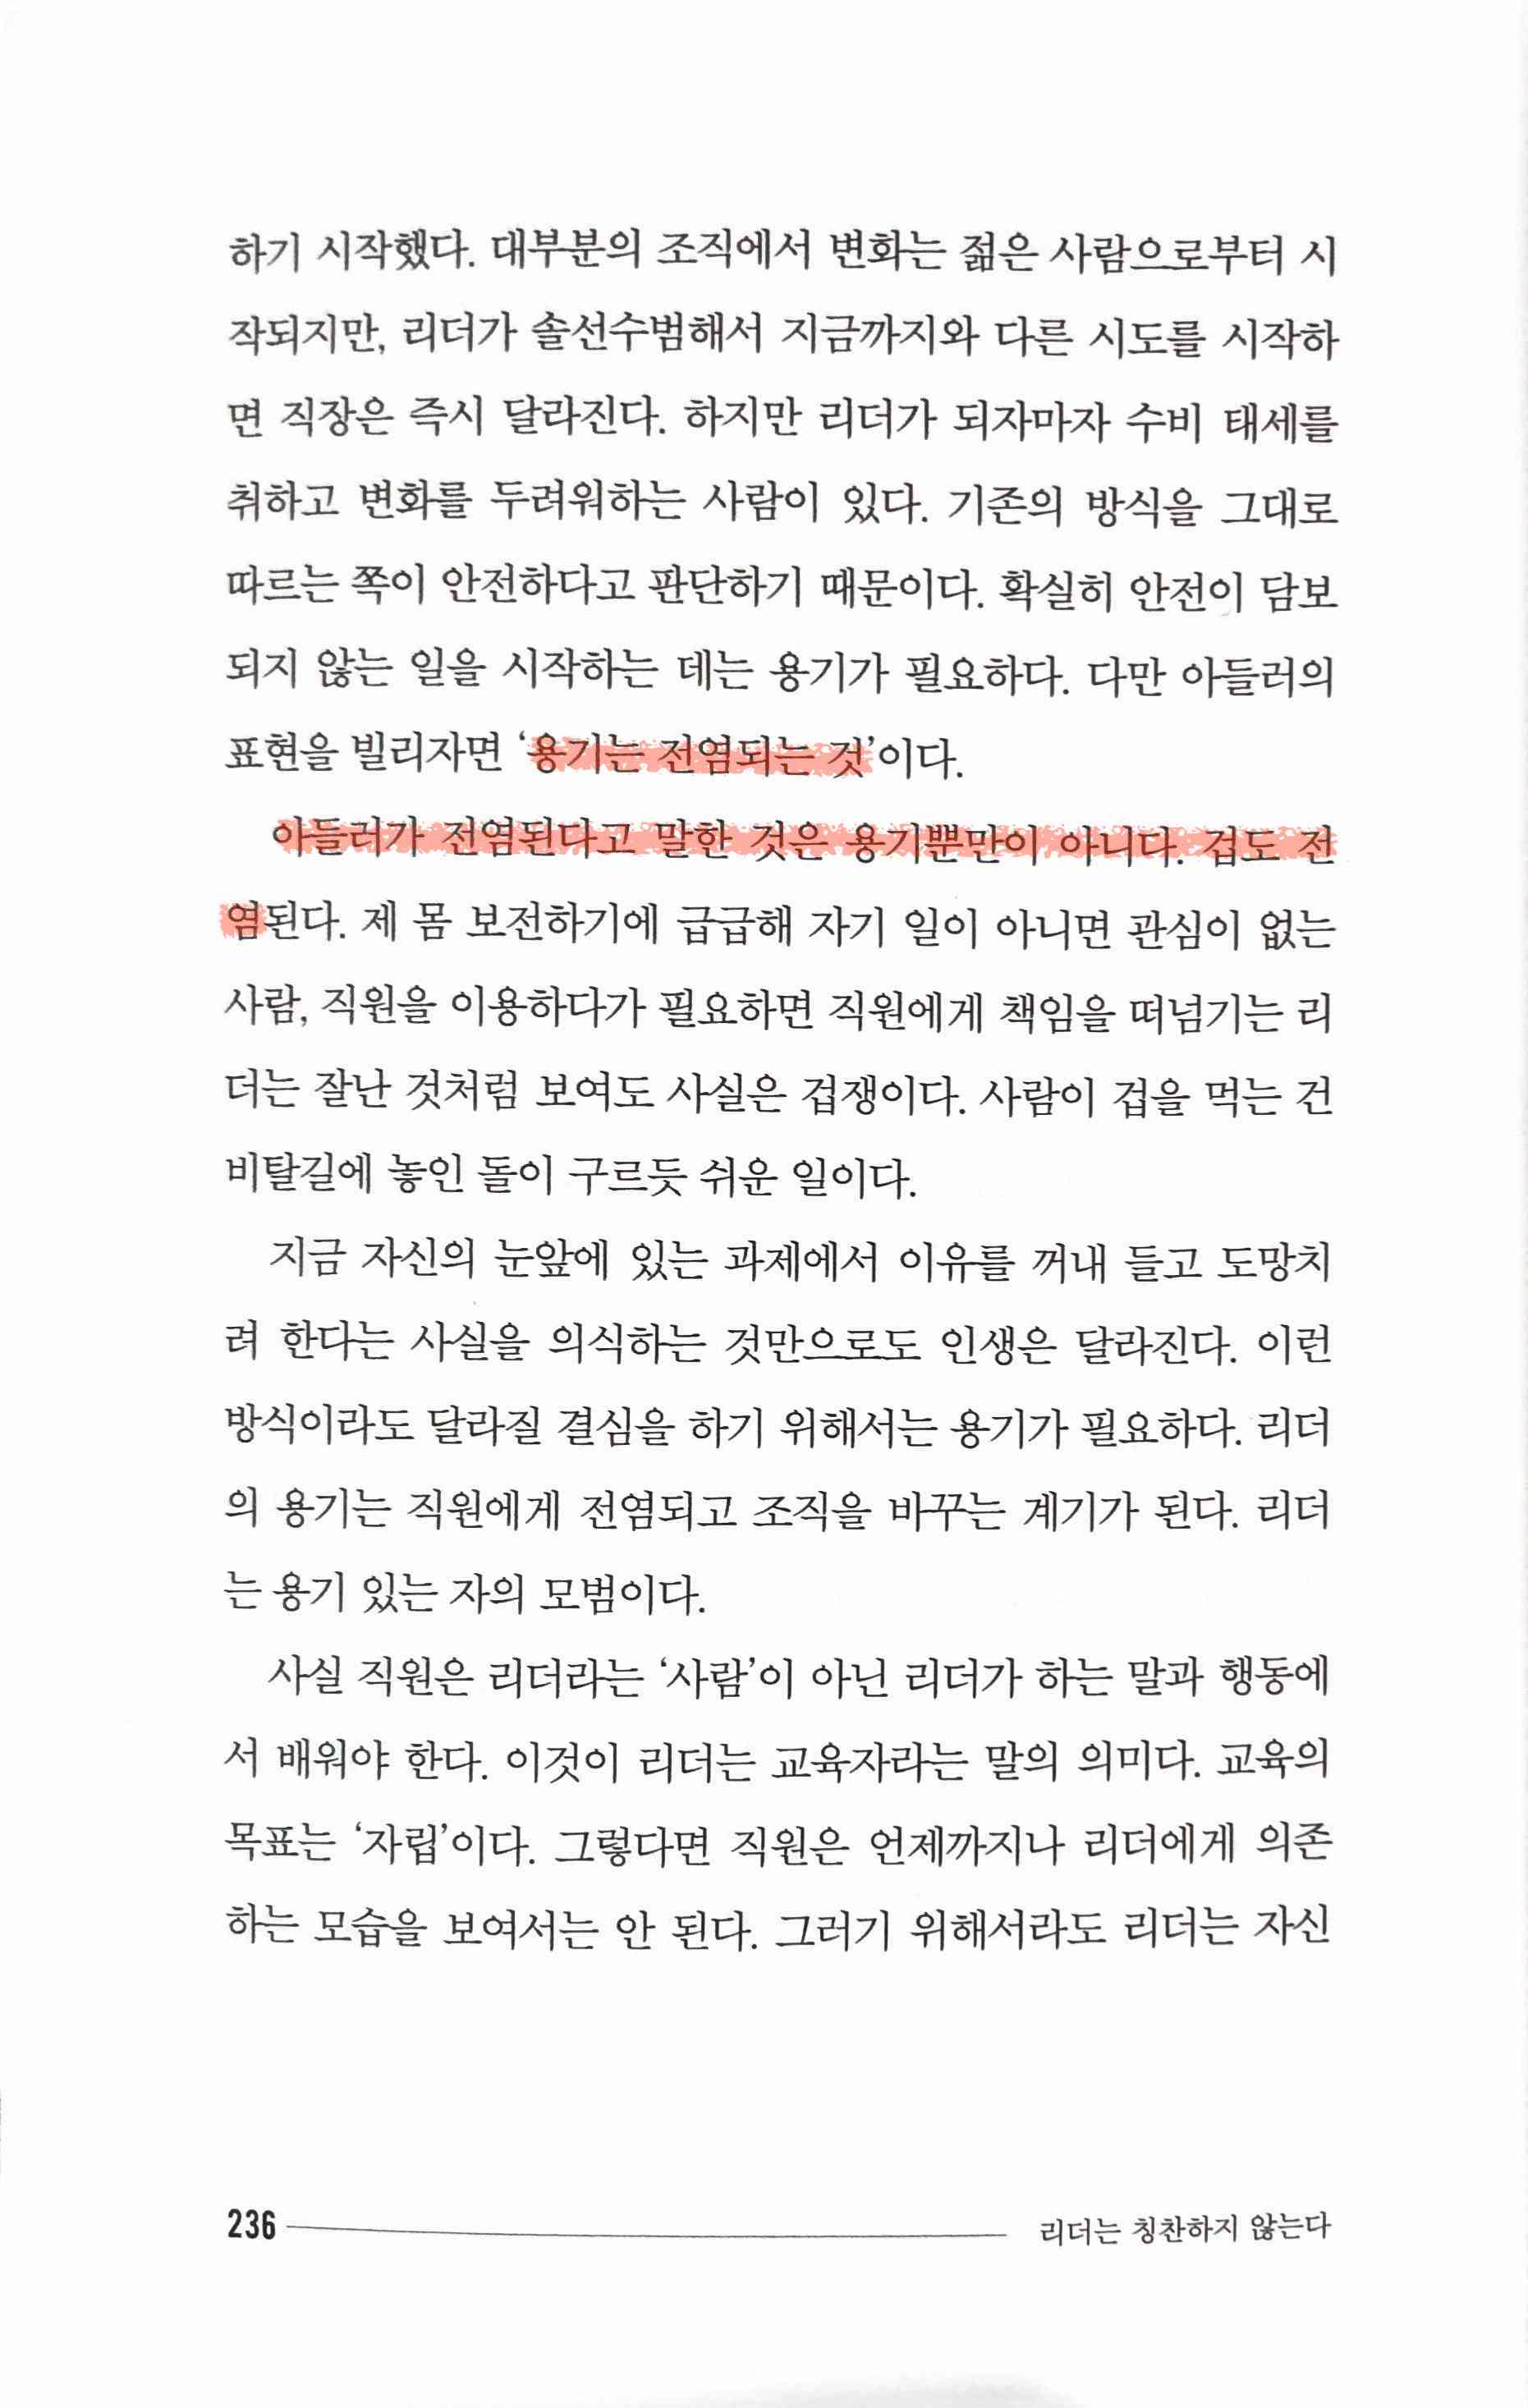 하기 시작했다. 대부분의 조직에서 변화는 젊은 사람으로부터 시
작되지만, 리더가 솔선수범해서 지금까지와 다른 시도를 시작하
면 직장은 즉시 달라진다. 하지만 리더가 되자마자 수비 태세를
취하고 변화를 두려워하는 사람이 있다. 기존의 방식을 그대로
따르는 쪽이 안전하다고 판단하기 때문이다. 확실히 안전이 담보
되지 않는 일을 시작하는 데는 용기가 필요하다. 다만 아들러의
표현을 빌리자면 ‘용기는 전염되는 것’이다.
아들러가 전염된다고 말한 것은 용기뿐만이 아니다. 겁도 전
염된다. 제 몸 보전하기에 급급해 자기 일이 아니면 관심이 없는
사람, 직원을 이용하다가 필요하면 직원에게 책임을 떠넘기는 리
더는 잘난 것처럼 보여도 사실은 겁쟁이다. 사람이 겁을 먹는 건
비탈길에 놓인 돌이 구르듯 쉬운 일이다.
지금 자신의 눈앞에 있는 과제에서 이유를 꺼내 들고 도망치
려 한다는 사실을 의식하는 것만으로도 인생은 달라진다. 이런
방식이라도 달라질 결심을 하기 위해서는 용기가 필요하다. 리더
의 용기는 직원에게 전염되고 조직을 바꾸는 계기가 된다. 리더
는 용기 있는 자의 모범이다.
사실 직원은 리더라는 ‘사람’이 아닌 리더가 하는 말과 행동에
서 배워야 한다. 이것이 리더는 교육자라는 말의 의미다. 교육의
목표는 ‘자립’이다. 그렇다면 직원은 언제까지나 리더에게 의존
하는 모습을 보여서는 안 된다. 그러기 위해서라도 리더는 자신
236 리더는 칭찬하지 않는다